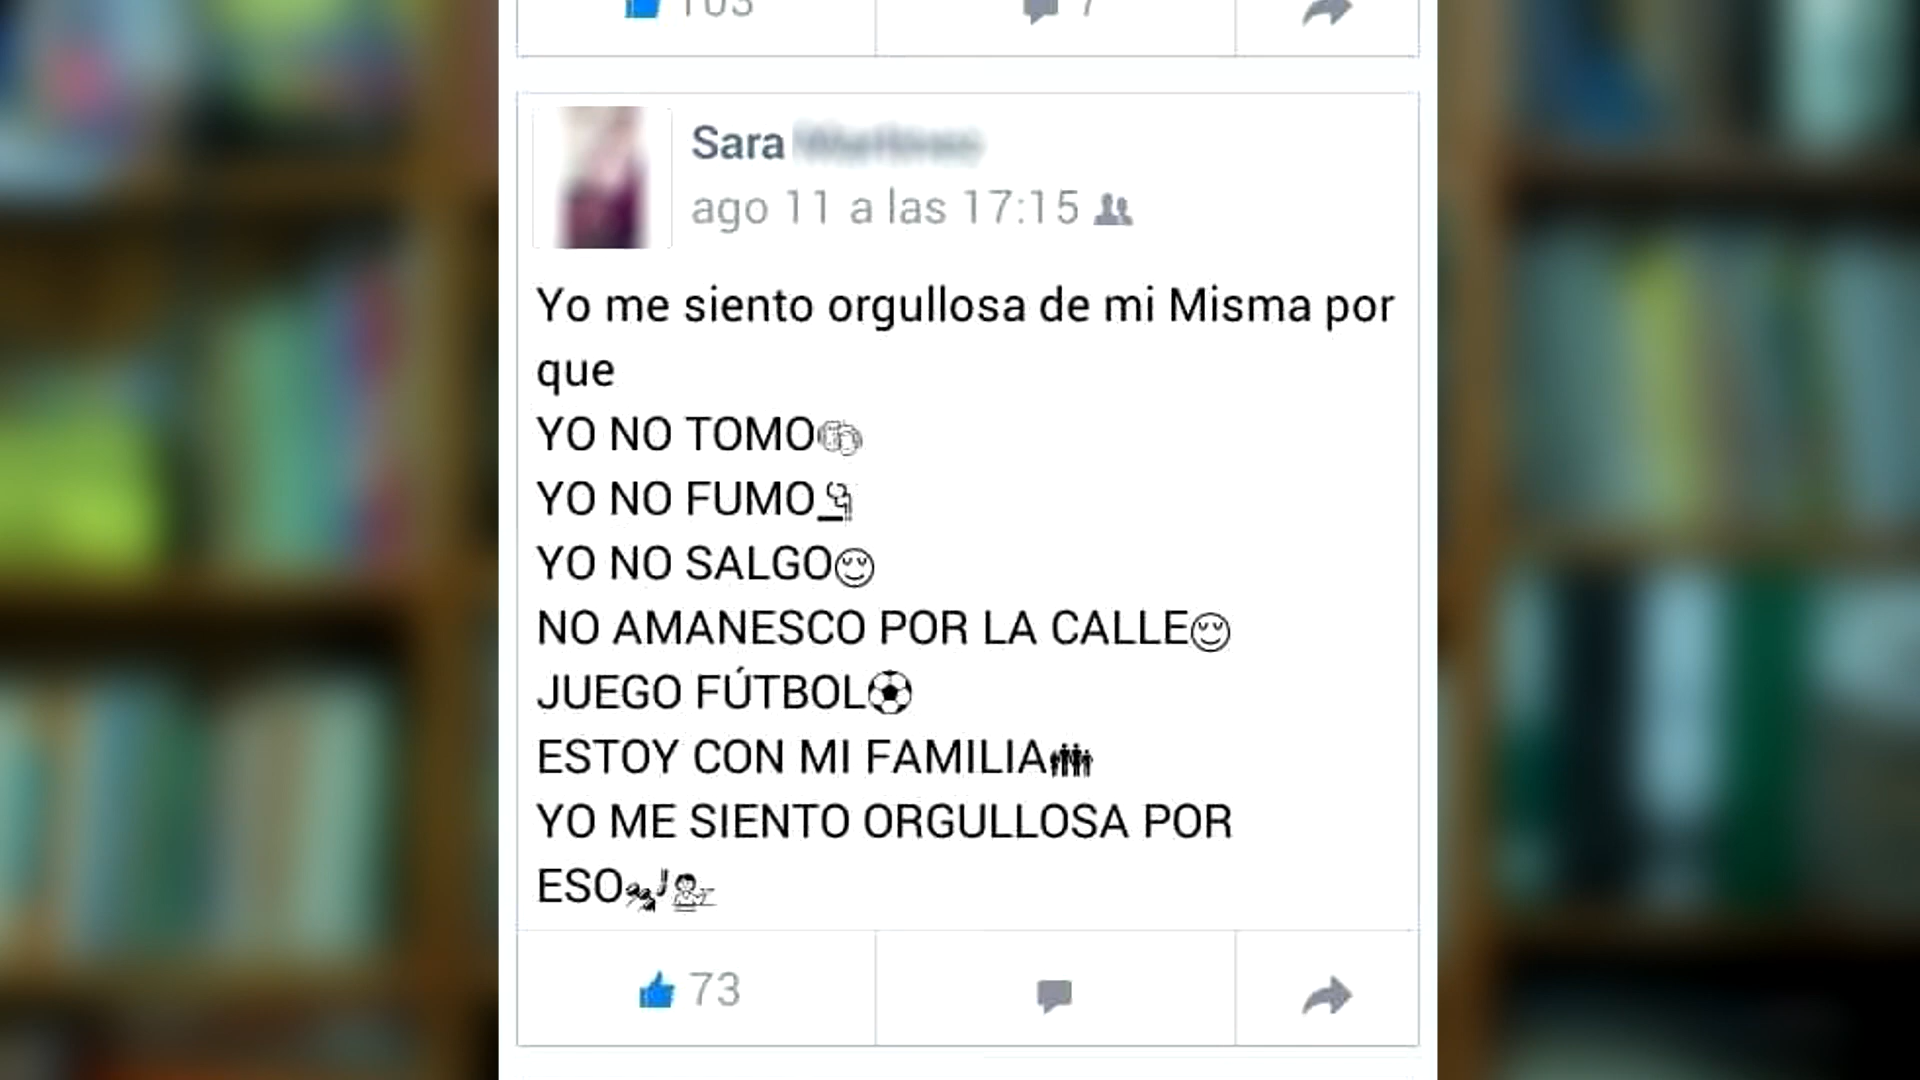 103
7
Sara
ago 11 a las 17:15
Yo me siento orgullosa de mi Misma por
que
YO NO TOMO
YO NO FUMO
YO NO SALGO
NO AMANESCO POR LA CALLE
JUEGO FÚTBOL
ESTOY CON MI FAMILIA
YO ME SIENTO ORGULLOSA POR
ESO
73